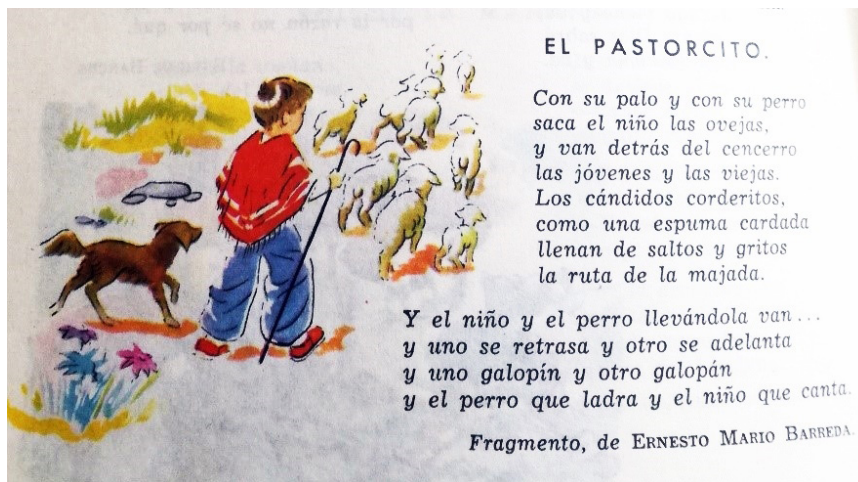 EL PASTORCITO.
Con su palo y con su perro
saca el niño las ovejas,
y van detrás del cencerro
las jóvenes y las viejas.
Los cándidos corderitos,
como una espuma cardada
llenan de saltos y gritos
la ruta de la majada.
Y el niño y el perro llevándola van...
y uno se retrasa y otro se adelanta
y uno galopín y otro galopán
y el perro que ladra y el niño que canta.
Fragmento, de ERNESTO MARIO BARREDA.